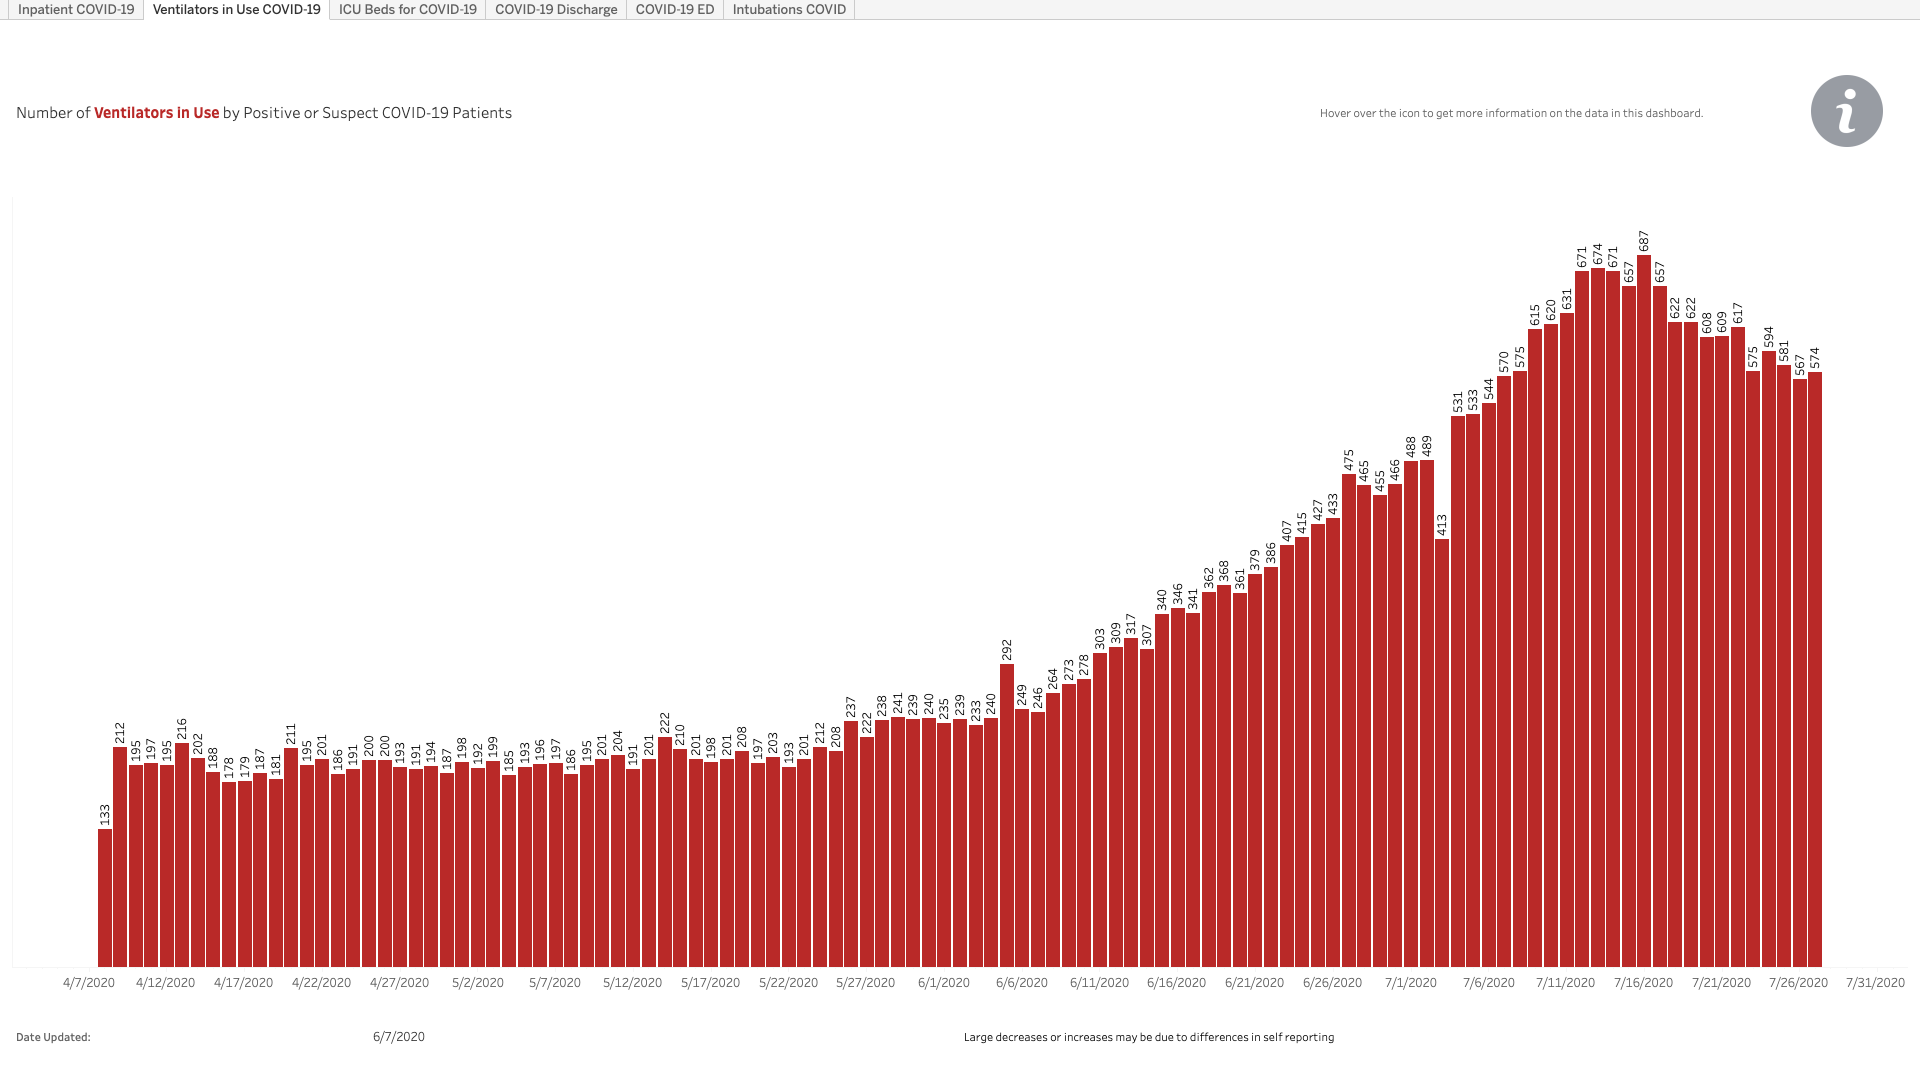 Inpatient COVID-19 Ventilators in Use COVID-19 ICU Beds for COVID-19 COVID-19 Discharge COVID-19 ED Intubations COVID
Number of Ventilators in Use by Positive or Suspect COVID-19 Patients
Hover over the icon to get more information on the data in this dashboard.
i
133 212 195 197 195 216 202 188 178 179 187 181 211 195 201 186 191 200 200 193 191 194 187 198 192 199 185 193 196 197 186 195 201 204 191 201 222 210 201 198 201 208 197 203 193 201 212 208 237 222 238 241 239 240 235 239 233 240 292 249 246 264 273 278 303 309 317 307 340 346 341 362 368 361 379 386 407 415 427 433 475 465 455 466 488 489 413 531 533 544 570 575 615 620 631 671 674 671 657 687 657 622 622 608 609 617 575 594 581 567 574
4/7/2020 4/12/2020 4/17/2020 4/22/2020 4/27/2020 5/2/2020 5/7/2020 5/12/2020 5/17/2020 5/22/2020 5/27/2020 6/1/2020 6/6/2020 6/11/2020 6/16/2020 6/21/2020 6/26/2020 7/1/2020 7/6/2020 7/11/2020 7/16/2020 7/21/2020 7/26/2020 7/31/2020
Date Updated: 6/7/2020
Large decreases or increases may be due to differences in self reporting